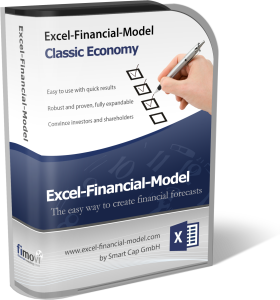 Excel-Financial-Model
Classic Economy
Easy to use with quick results
Robust and proven, fully expandable
Convince investors and shareholders
Excel-Financial-Model
Excel-Financial-Model
The easy way to create financial forecasts
fimovi
www.excel-financial-model.com
by Smart Cap GmbH
X